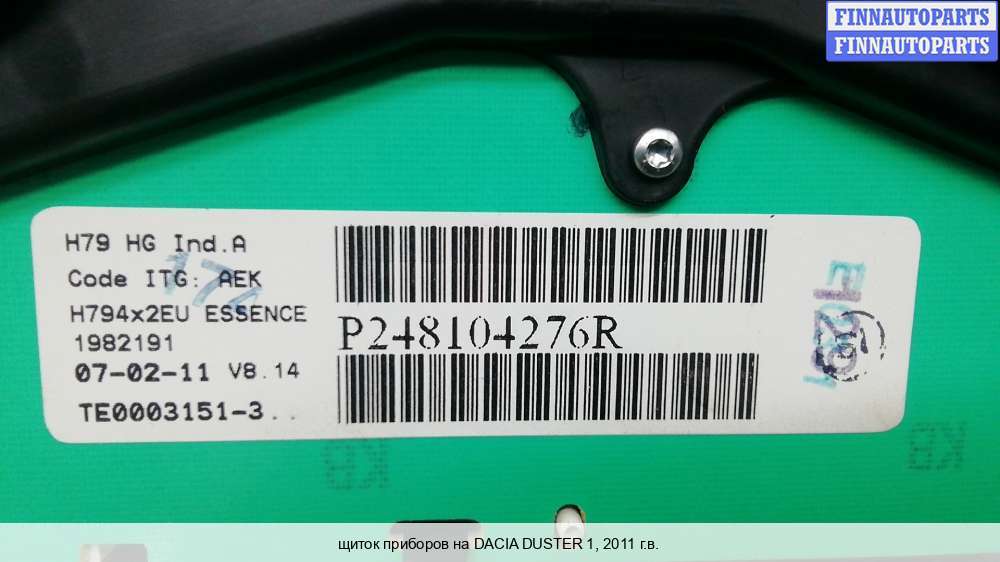 FINNAUTOPARTS
FINNAUTOPARTS
H79 HG Ind.A
Code ITG: AEK
H794x2EU ESSENCE
1982191
07-02-11 V8.14
TE0003151-3..
P248104276R
KB
KB
щиток приборов на DACIA DUSTER 1, 2011 г.в.